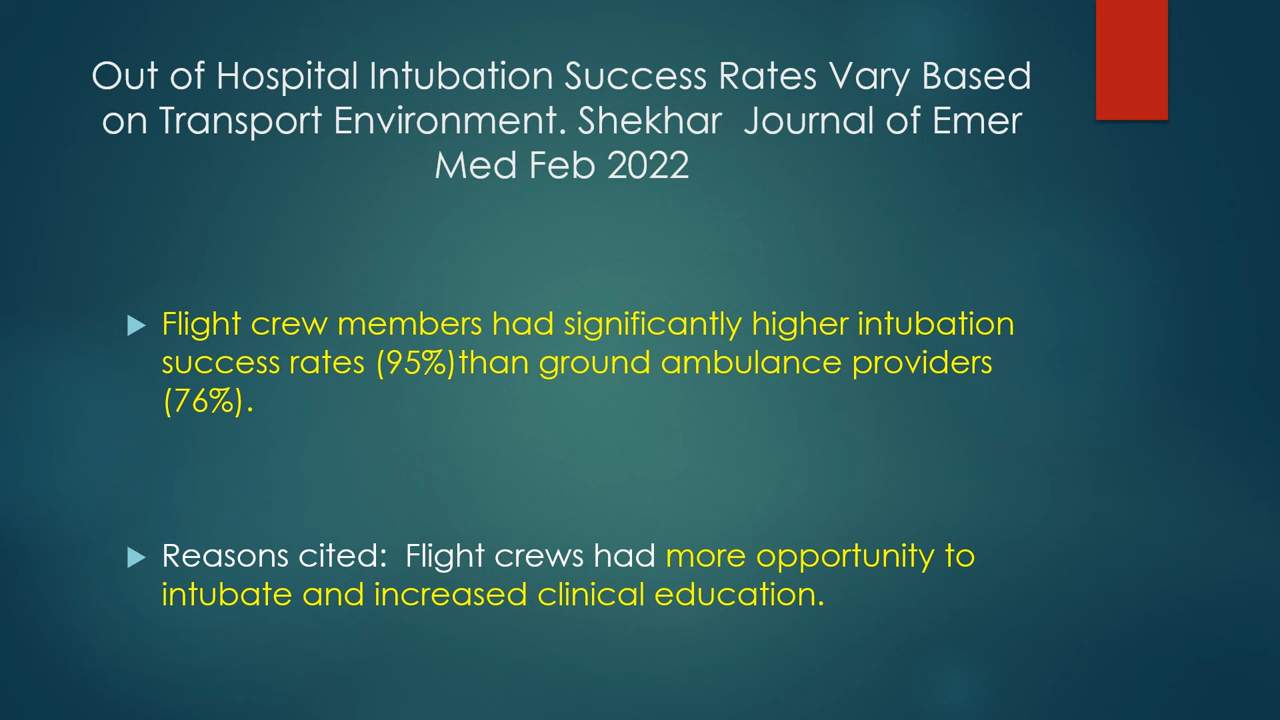 Out of Hospital Intubation Success Rates Vary Based
on Transport Environment. Shekhar  Journal of Emer
Med Feb 2022
Flight crew members had significantly higher intubation
success rates (95%)than ground ambulance providers
(76%).
Reasons cited:  Flight crews had more opportunity to
intubate and increased clinical education.